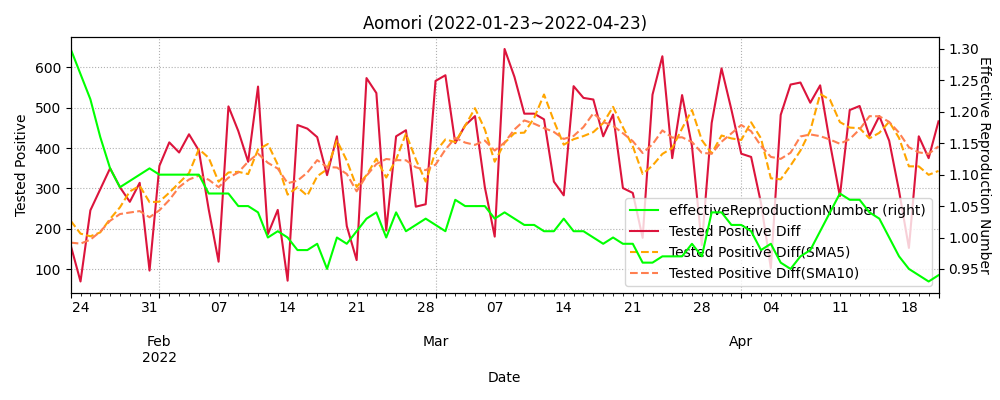 Aomori (2022-01-23~2022-04-23)
Tested Positive
600
500
400
300
200
100
1.30
1.25
1.20
1.15
1.10
1.05
1.00
0.95
Effective Reproduction Number
effectiveReproductionNumber (right)
Tested Positive Diff
Tested Positive Diff(SMA5)
Tested Positive Diff(SMA10)
24 31 07 14 21 28 07 14 21 28 04 11 18
Feb Mar Apr
2022
Date